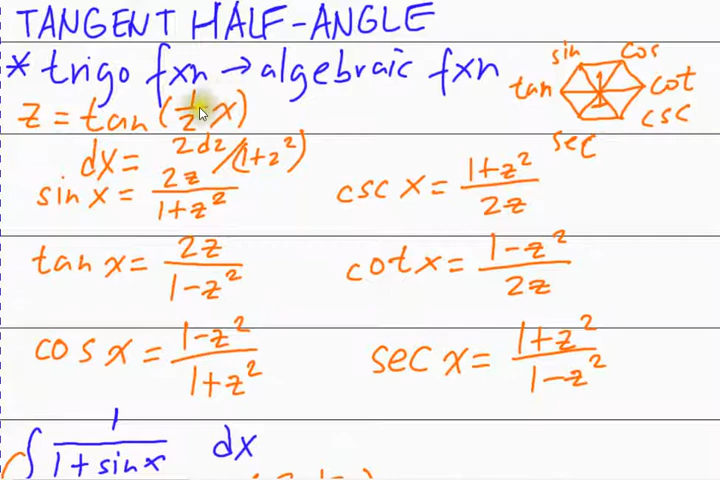 TANGENT HALF-ANGLE
* trigo fxn → algebraic fxn
sin cos
tan 1 cot
sec csc
z = tan(1/2 x)
dx = 2dz/(1+z²)
sin x = 2z/1+z² csc x = 1+z²/2z
tan x = 2z/1-z² cot x = 1-z²/2z
cos x = 1-z²/1+z² sec x = 1+z²/1-z²
∫ 1/1+sinx dx